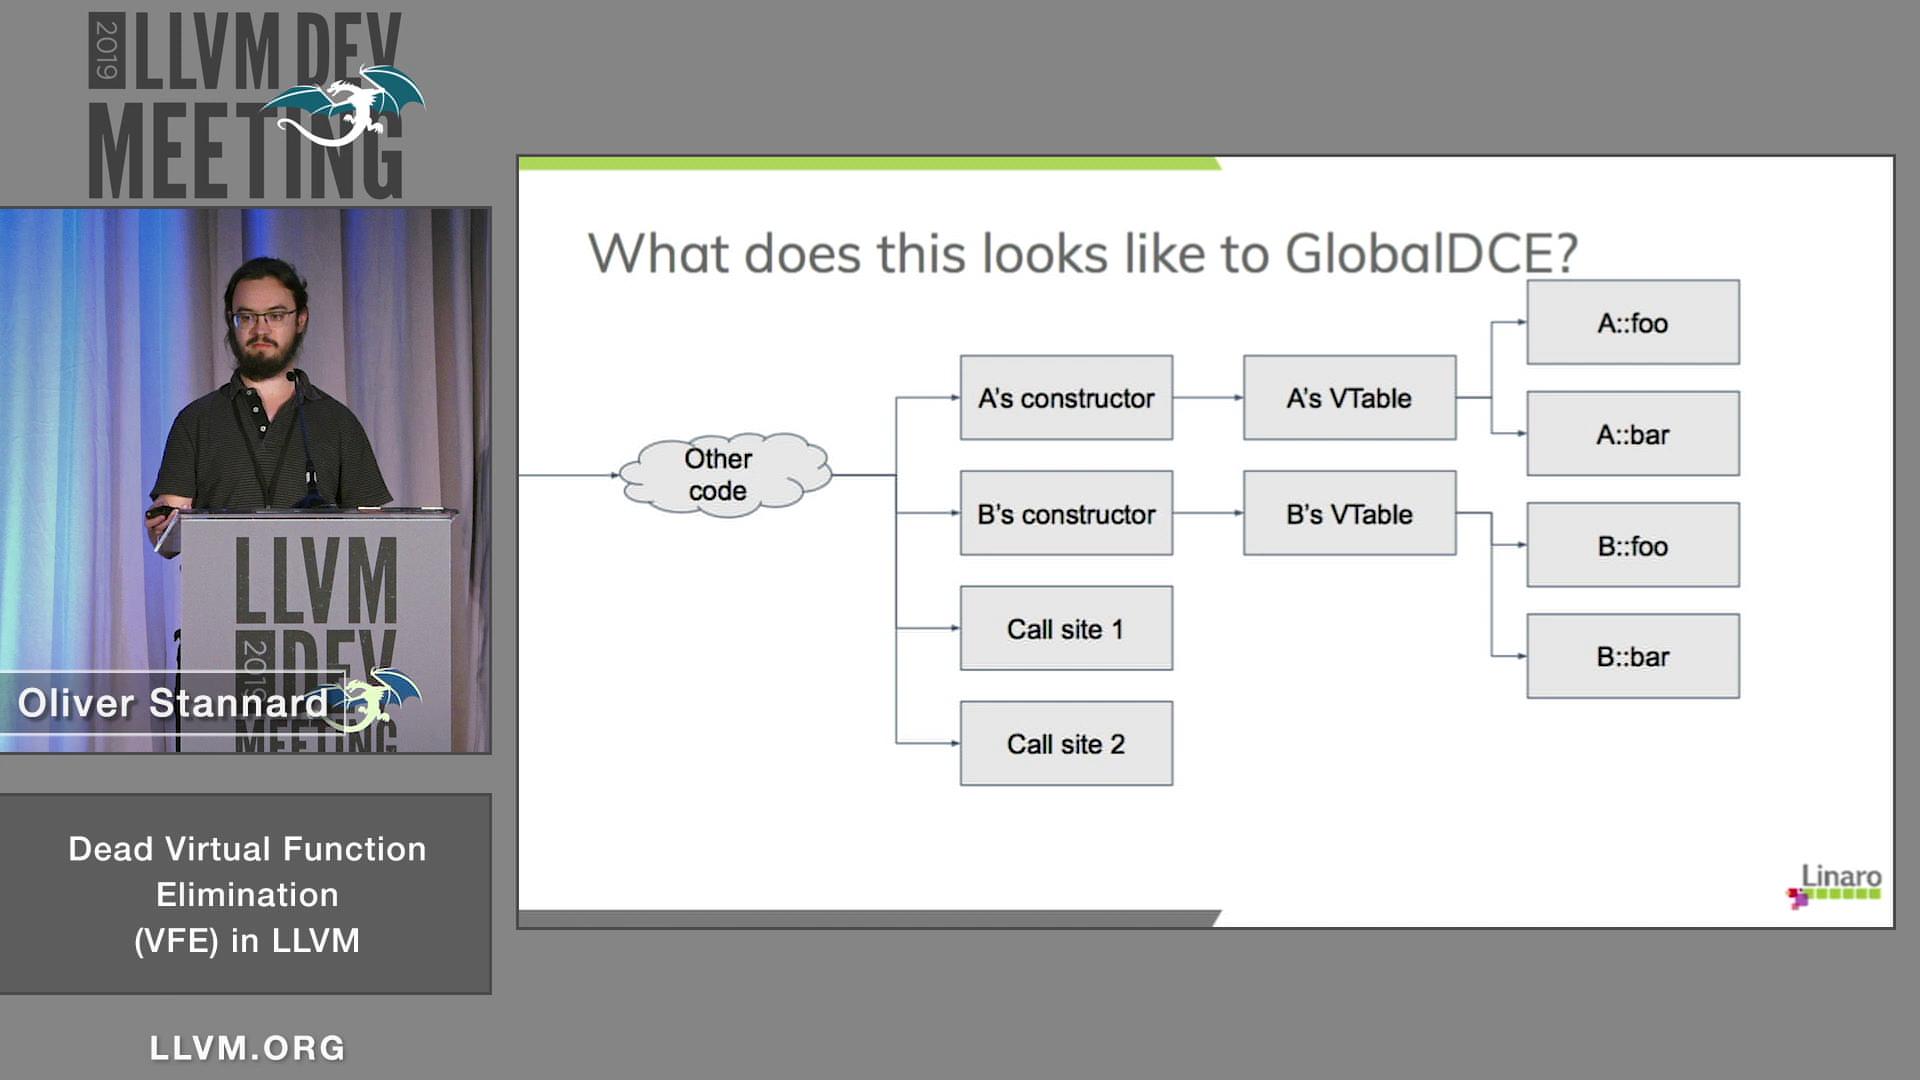 2019
LLVM DEV
MEETING
LLVM
2019
DEV
MEETING
Oliver Stannard
Dead Virtual Function
Elimination
(VFE) in LLVM
LLVM.ORG
What does this looks like to GlobalDCE?
Other
code
A's constructor
B's constructor
Call site 1
Call site 2
A's VTable
B's VTable
A::foo
A::bar
B::foo
B::bar
Linaro